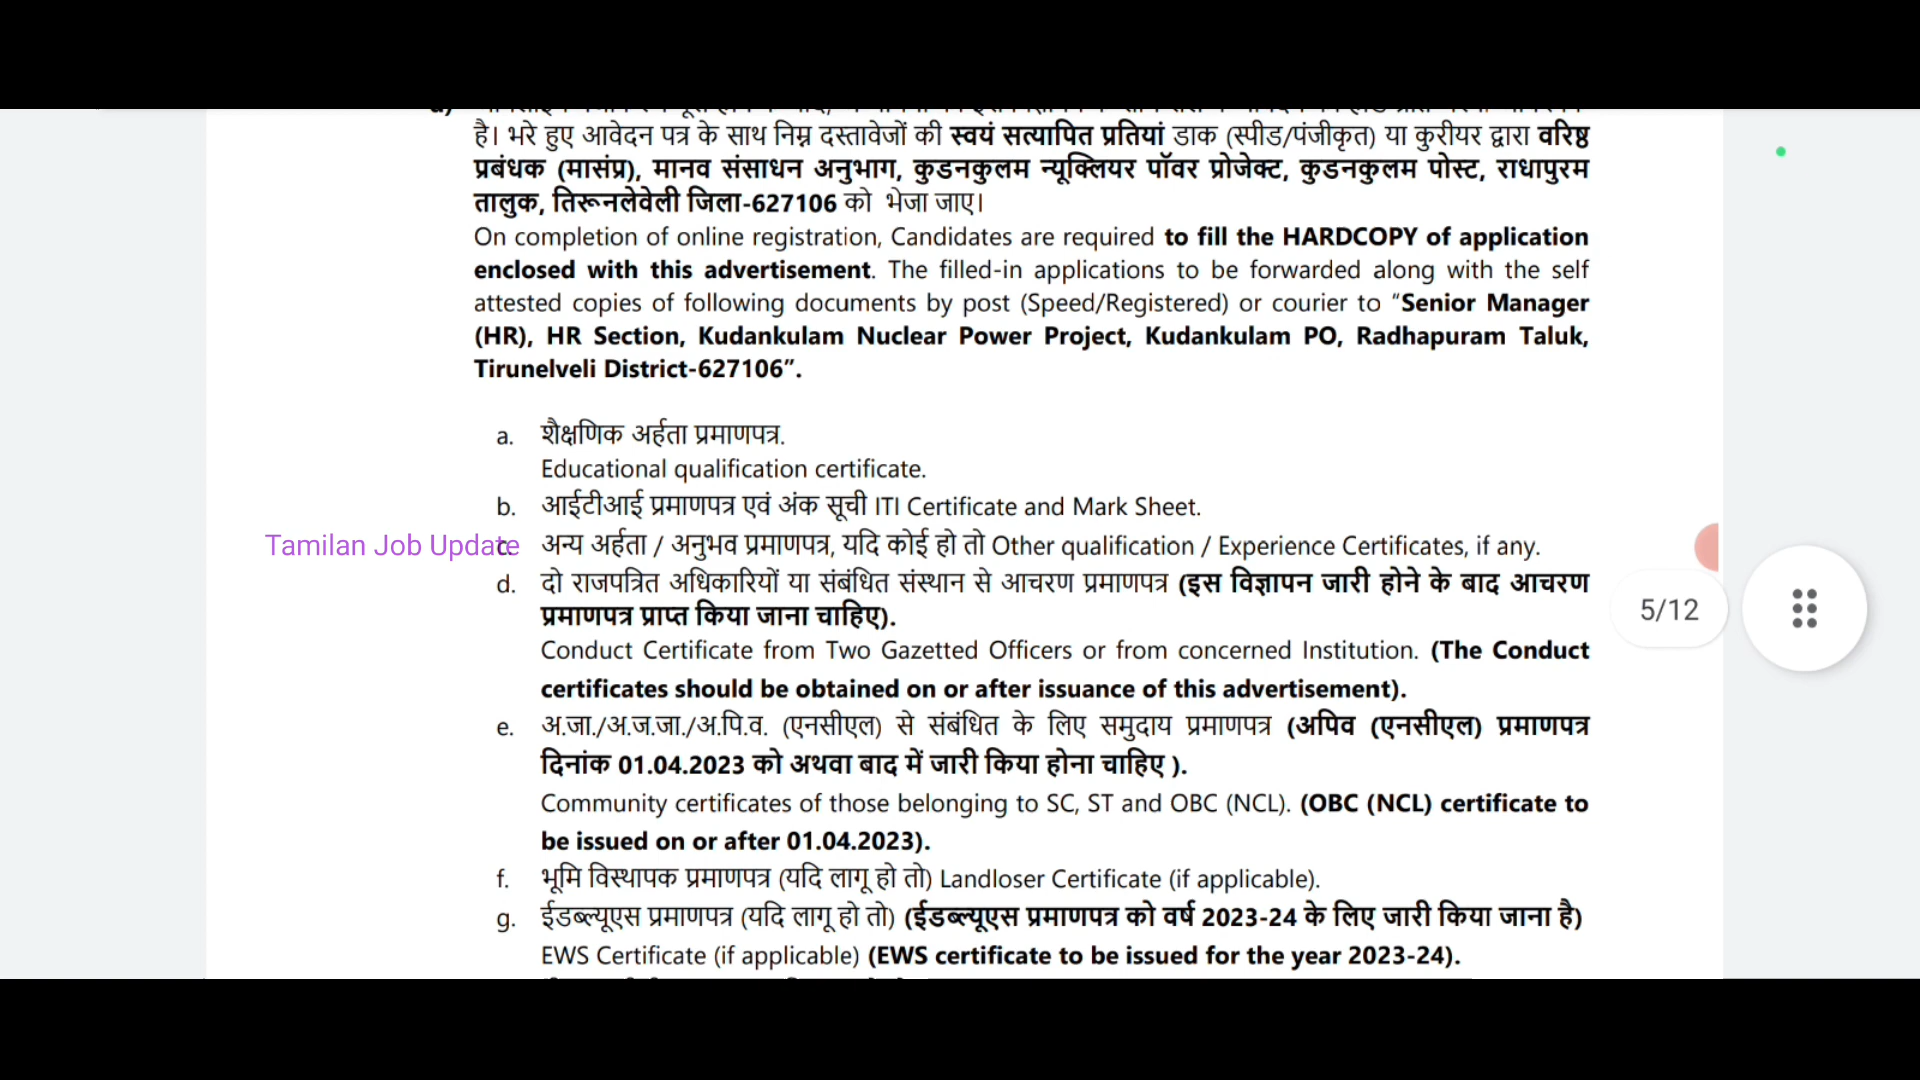 है। भरे हुए आवेदन पत्र के साथ निम्न दस्तावेजों की स्वयं सत्यापित प्रतियां डाक (स्पीड/पंजीकृत) या कुरीयर द्वारा वरिष्ठ
प्रबंधक (मासंप्र), मानव संसाधन अनुभाग, कुडनकुलम न्यूक्लियर पॉवर प्रोजेक्ट, कुडनकुलम पोस्ट, राधापुरम
तालुक, तिरूनलेवेली जिला-627106 को भेजा जाए।
On completion of online registration, Candidates are required to fill the HARDCOPY of application
enclosed with this advertisement. The filled-in applications to be forwarded along with the self
attested copies of following documents by post (Speed/Registered) or courier to “Senior Manager
(HR), HR Section, Kudankulam Nuclear Power Project, Kudankulam PO, Radhapuram Taluk,
Tirunelveli District-627106”.
a. शैक्षणिक अर्हता प्रमाणपत्र.
Educational qualification certificate.
b. आईटीआई प्रमाणपत्र एवं अंक सूची ITI Certificate and Mark Sheet.
Tamilan Job Update
c. अन्य अर्हता / अनुभव प्रमाणपत्र, यदि कोई हो तो Other qualification / Experience Certificates, if any.
d. दो राजपत्रित अधिकारियों या संबंधित संस्थान से आचरण प्रमाणपत्र (इस विज्ञापन जारी होने के बाद आचरण
प्रमाणपत्र प्राप्त किया जाना चाहिए).
Conduct Certificate from Two Gazetted Officers or from concerned Institution. (The Conduct
certificates should be obtained on or after issuance of this advertisement).
e. अ.जा./अ.ज.जा./अ.पि.व. (एनसीएल) से संबंधित के लिए समुदाय प्रमाणपत्र (अपिव (एनसीएल) प्रमाणपत्र
दिनांक 01.04.2023 को अथवा बाद में जारी किया होना चाहिए ).
Community certificates of those belonging to SC, ST and OBC (NCL). (OBC (NCL) certificate to
be issued on or after 01.04.2023).
f. भूमि विस्थापक प्रमाणपत्र (यदि लागू हो तो) Landloser Certificate (if applicable).
g. ईडब्ल्यूएस प्रमाणपत्र (यदि लागू हो तो) (ईडब्ल्यूएस प्रमाणपत्र को वर्ष 2023-24 के लिए जारी किया जाना है)
EWS Certificate (if applicable) (EWS certificate to be issued for the year 2023-24).
5/12